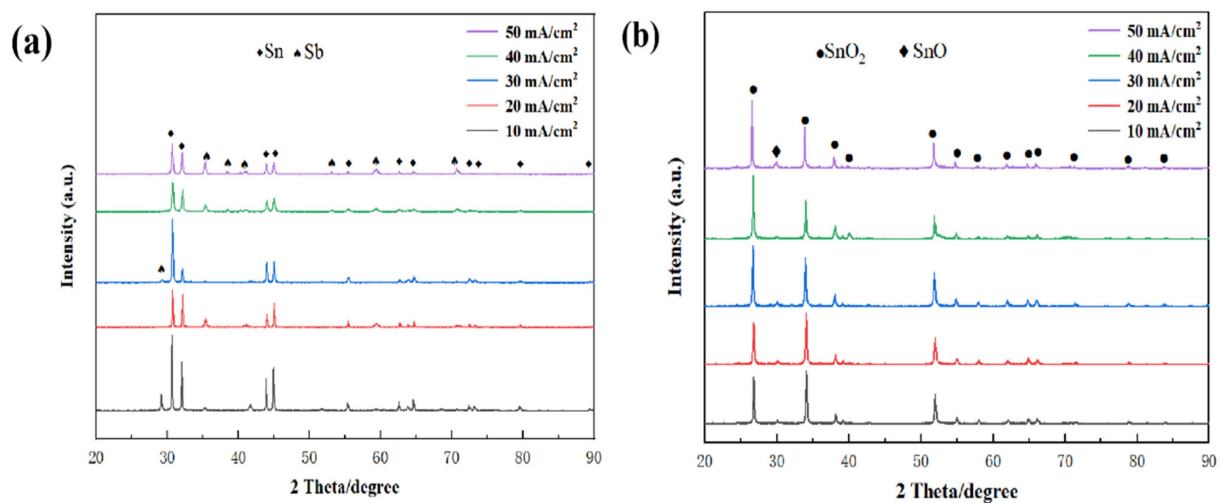 (a)
50 mA/cm²
40 mA/cm²
30 mA/cm²
20 mA/cm²
10 mA/cm²
♦Sn ♠Sb
Intensity (a.u.)
20 30 40 50 60 70 80 90
2 Theta/degree
(b)
50 mA/cm²
40 mA/cm²
30 mA/cm²
20 mA/cm²
10 mA/cm²
●SnO₂ ♦ SnO
Intensity (a.u.)
20 30 40 50 60 70 80 90
2 Theta/degree